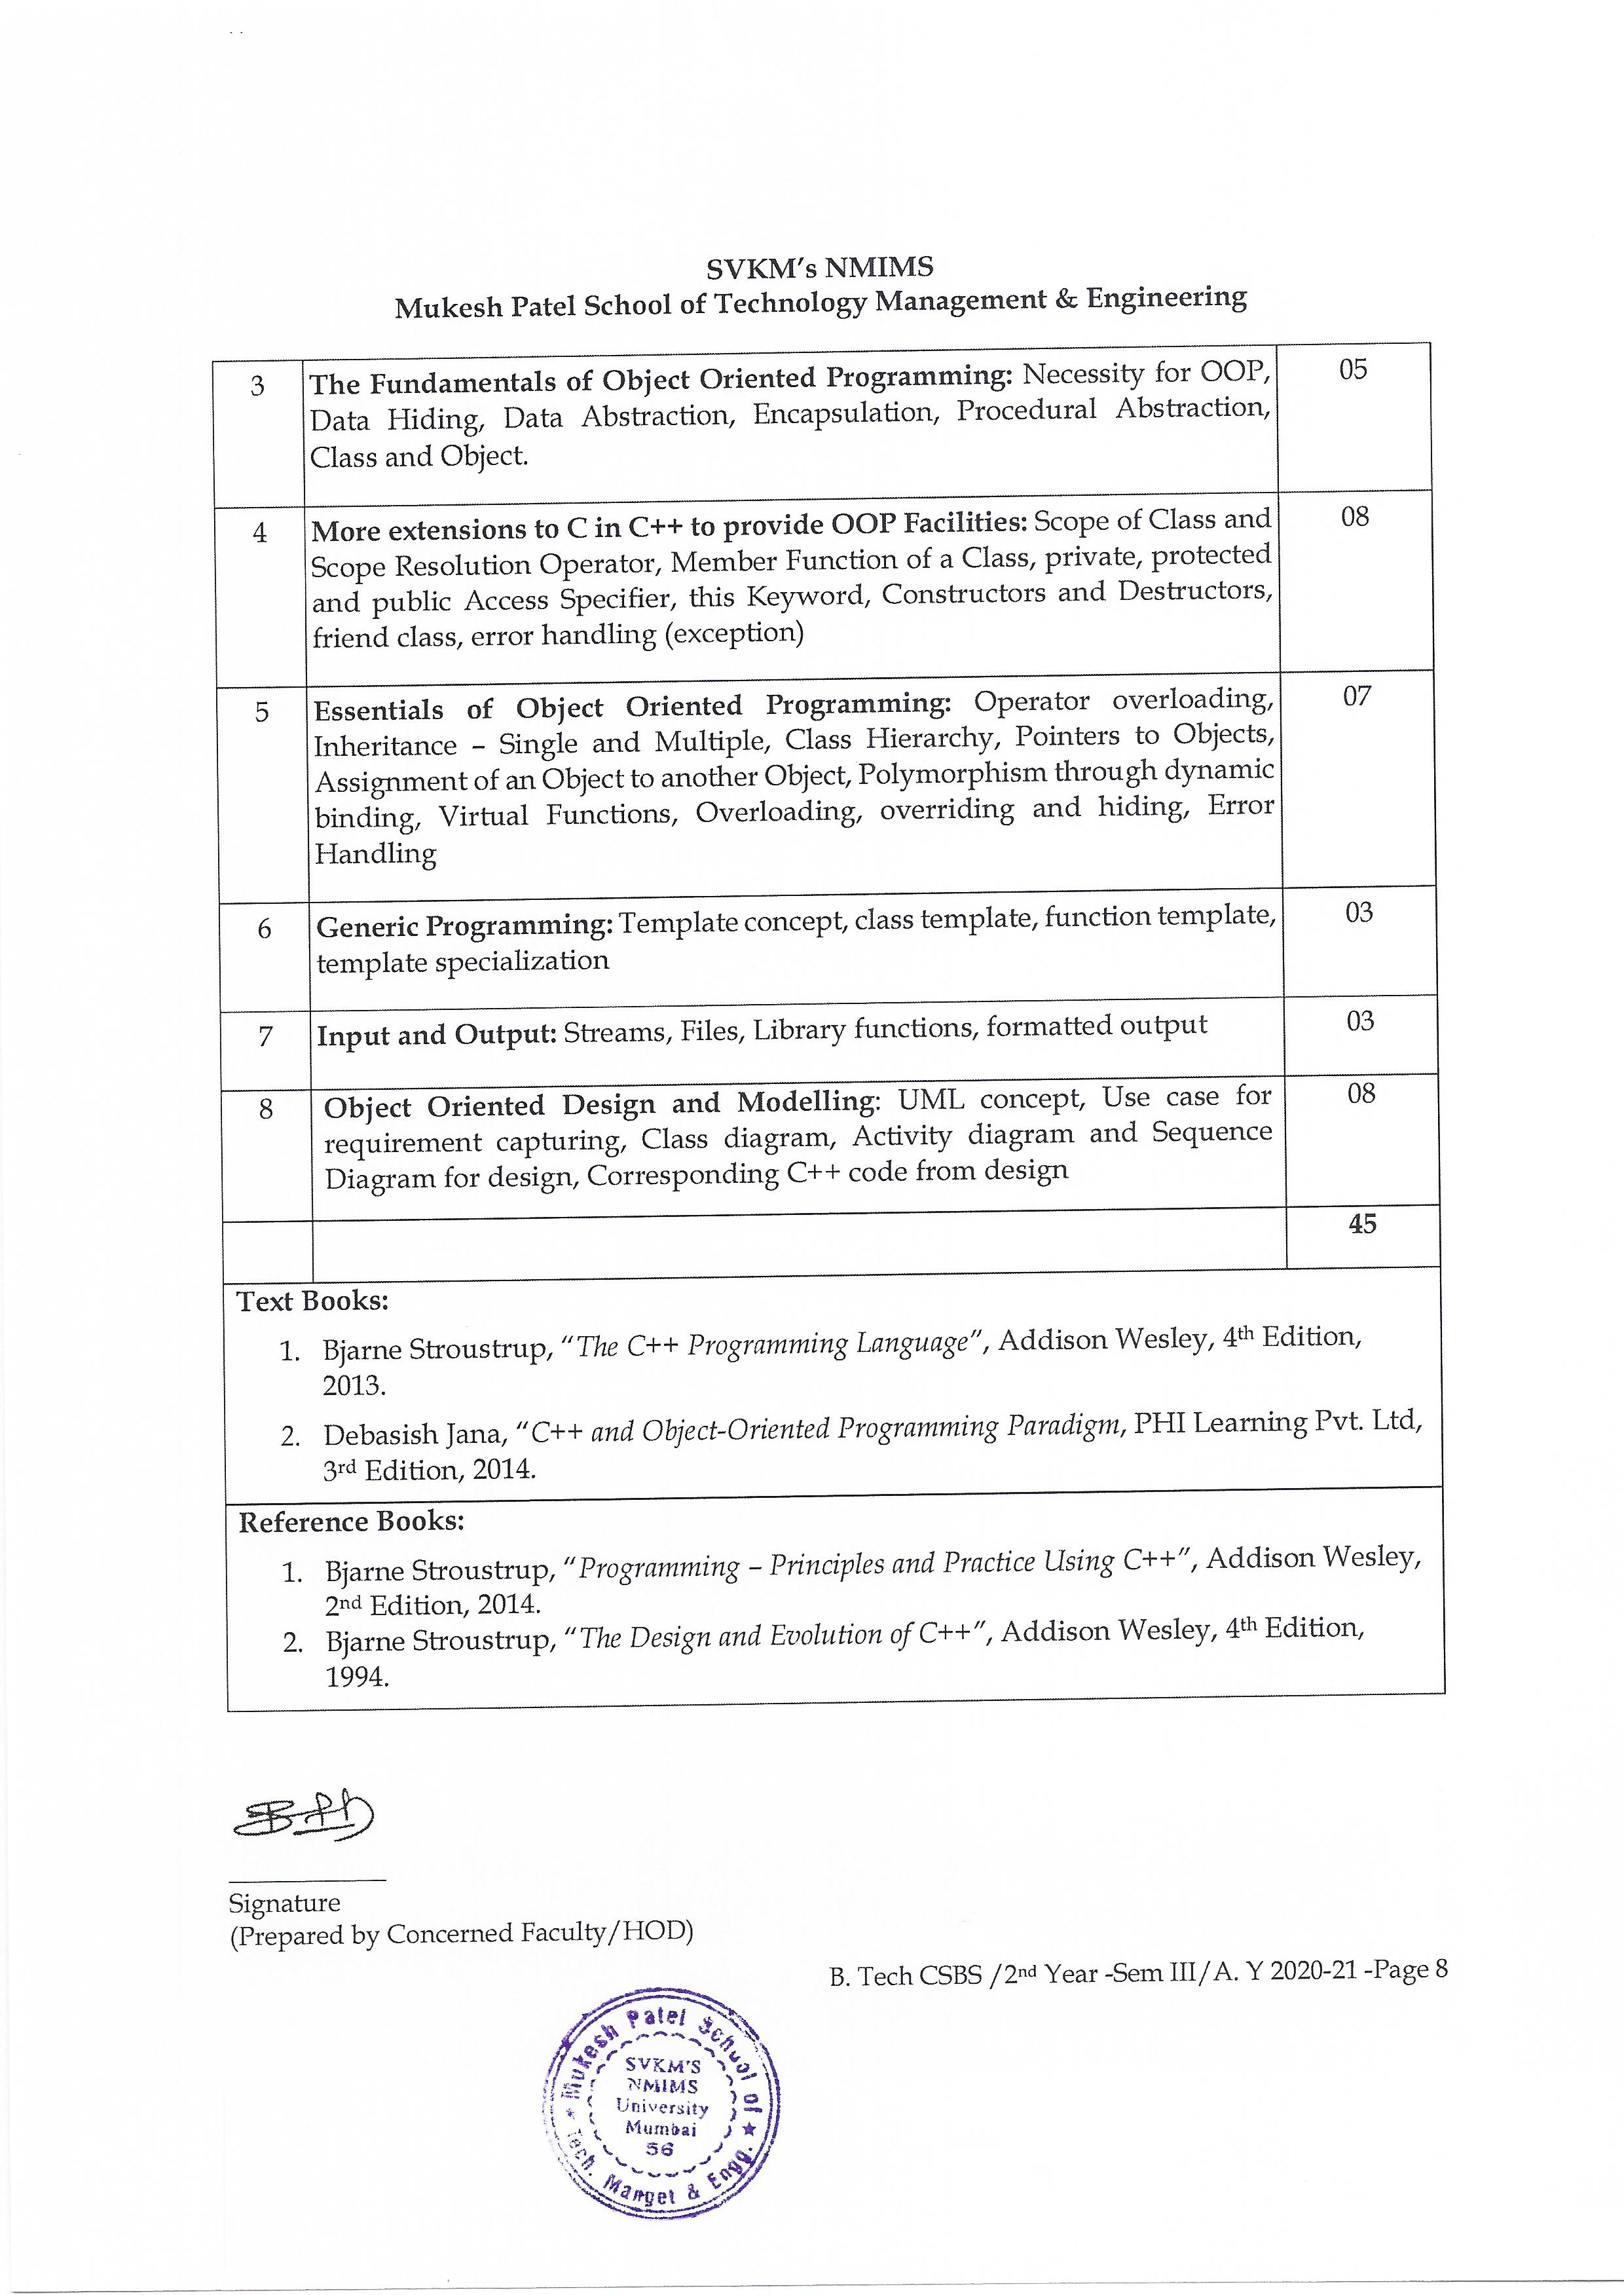 SVKM's NMIMS
Mukesh Patel School of Technology Management & Engineering
3 The Fundamentals of Object Oriented Programming: Necessity for OOP, 05
Data Hiding, Data Abstraction, Encapsulation, Procedural Abstraction,
Class and Object.
4 More extensions to C in C++ to provide OOP Facilities: Scope of Class and 08
Scope Resolution Operator, Member Function of a Class, private, protected
and public Access Specifier, this Keyword, Constructors and Destructors,
friend class, error handling (exception)
5 Essentials of Object Oriented Programming: Operator overloading, 07
Inheritance – Single and Multiple, Class Hierarchy, Pointers to Objects,
Assignment of an Object to another Object, Polymorphism through dynamic
binding, Virtual Functions, Overloading, overriding and hiding, Error
Handling
6 Generic Programming: Template concept, class template, function template, 03
template specialization
7 Input and Output: Streams, Files, Library functions, formatted output 03
8 Object Oriented Design and Modelling: UML concept, Use case for 08
requirement capturing, Class diagram, Activity diagram and Sequence
Diagram for design, Corresponding C++ code from design
45
Text Books:
1. Bjarne Stroustrup, "The C++ Programming Language", Addison Wesley, 4th Edition,
2013.
2. Debasish Jana, "C++ and Object-Oriented Programming Paradigm, PHI Learning Pvt. Ltd,
3rd Edition, 2014.
Reference Books:
1. Bjarne Stroustrup, "Programming – Principles and Practice Using C++", Addison Wesley,
2nd Edition, 2014.
2. Bjarne Stroustrup, "The Design and Evolution of C++", Addison Wesley, 4th Edition,
1994.
Signature
(Prepared by Concerned Faculty/HOD)
B. Tech CSBS /2nd Year -Sem III/A. Y 2020-21 -Page 8
Mukesh Patel School of
Tech. Manget & Engg.
SVKM'S
NMIMS
University
Mumbai
56